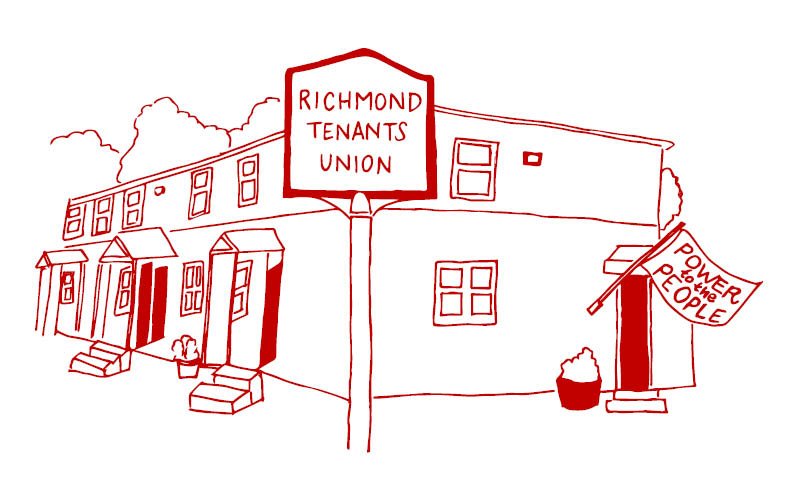 RICHMOND
TENANTS
UNION
POWER
to the
PEOPLE